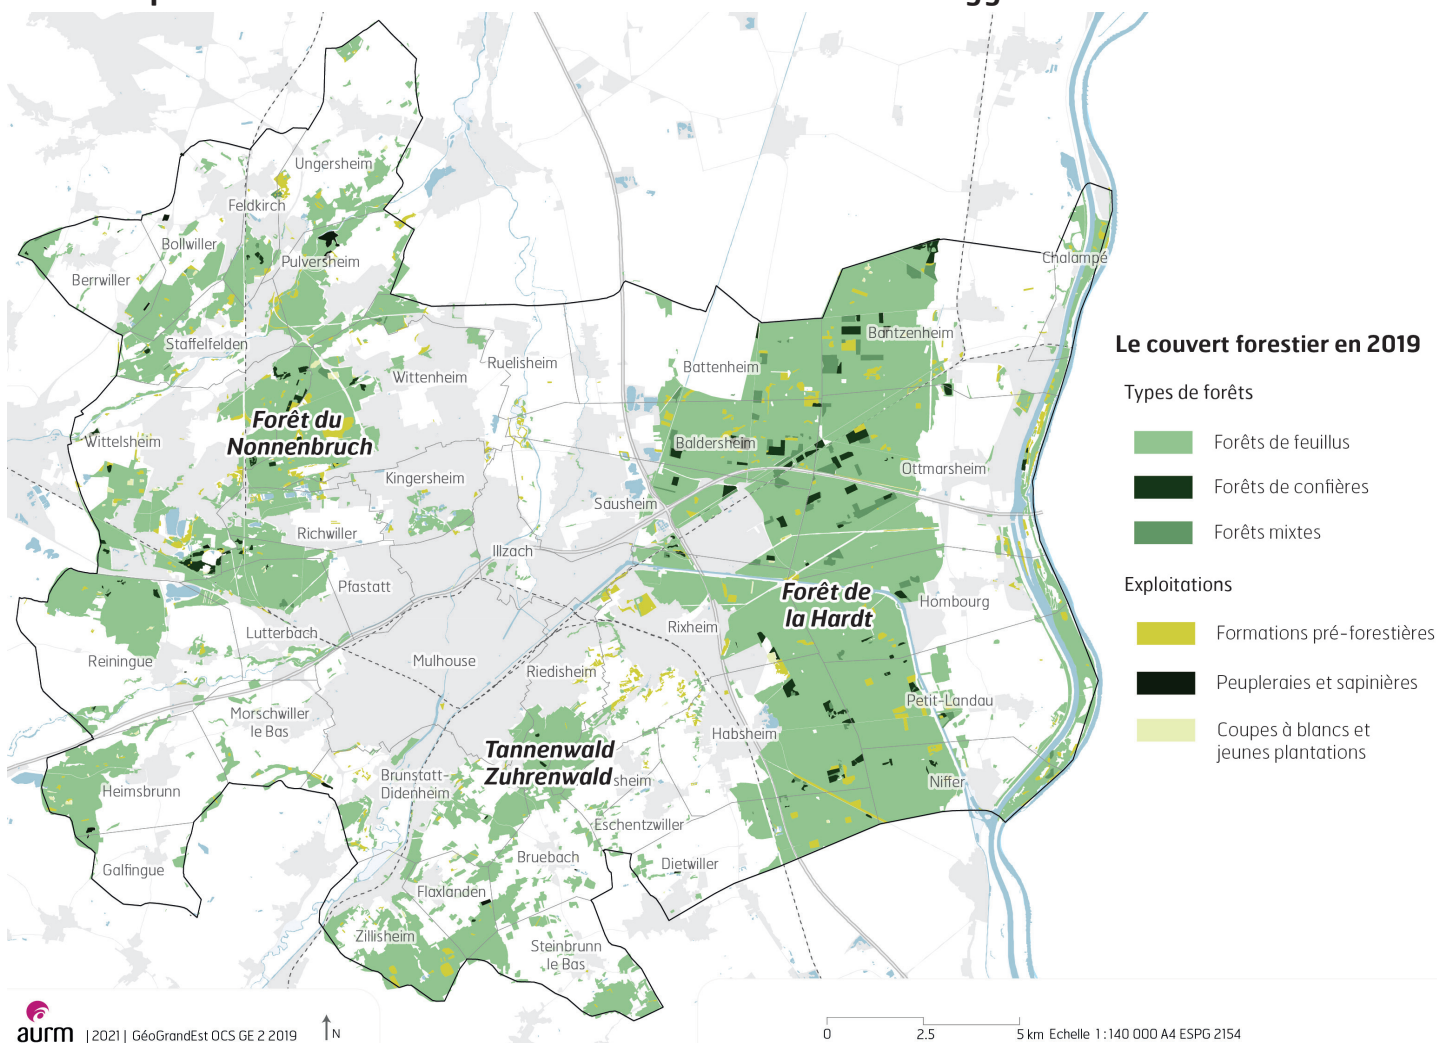 Ungersheim
Feldkirch
Bollwiller
Pulversheim
Berrwiller
Chalampé
Staffelfelden
Bantzenheim
Ruelisheim
Battenheim
Wittenheim
Forêt du
Nonnenbruch
Wittelsheim
Baldersheim
Kingersheim
Ottmarsheim
Sausheim
Richwiller
Illzach
Pfastatt
Forêt de
la Hardt
Hombourg
Lutterbach
Rixheim
Reiningue
Mulhouse
Riedisheim
Petit-Landau
Morschwiller
le Bas
Habsheim
Tannenwald
Zuhrenwald
sheim
Brunstatt-
Didenheim
Niffer
Heimsbrunn
Eschentzwiller
Bruebach
Dietwiller
Galfingue
Flaxlanden
Zillisheim
Steinbrunn
le Bas
Le couvert forestier en 2019
Types de forêts
Forêts de feuillus
Forêts de confières
Forêts mixtes
Exploitations
Formations pré-forestières
Peupleraies et sapinières
Coupes à blancs et
jeunes plantations
aurm | 2021 | GéoGrandEst OCS GE 2 2019 N
0 2.5 5 km Echelle 1 : 140 000 A4 ESPG 2154